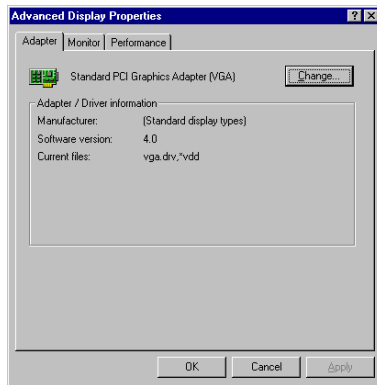 Advanced Display Properties
Adapter Monitor Performance
Standard PCI Graphics Adapter (VGA)
Change...
Adapter / Driver information
Manufacturer: (Standard display types)
Software version: 4.0
Current files: vga.drv,*vdd
OK Cancel Apply